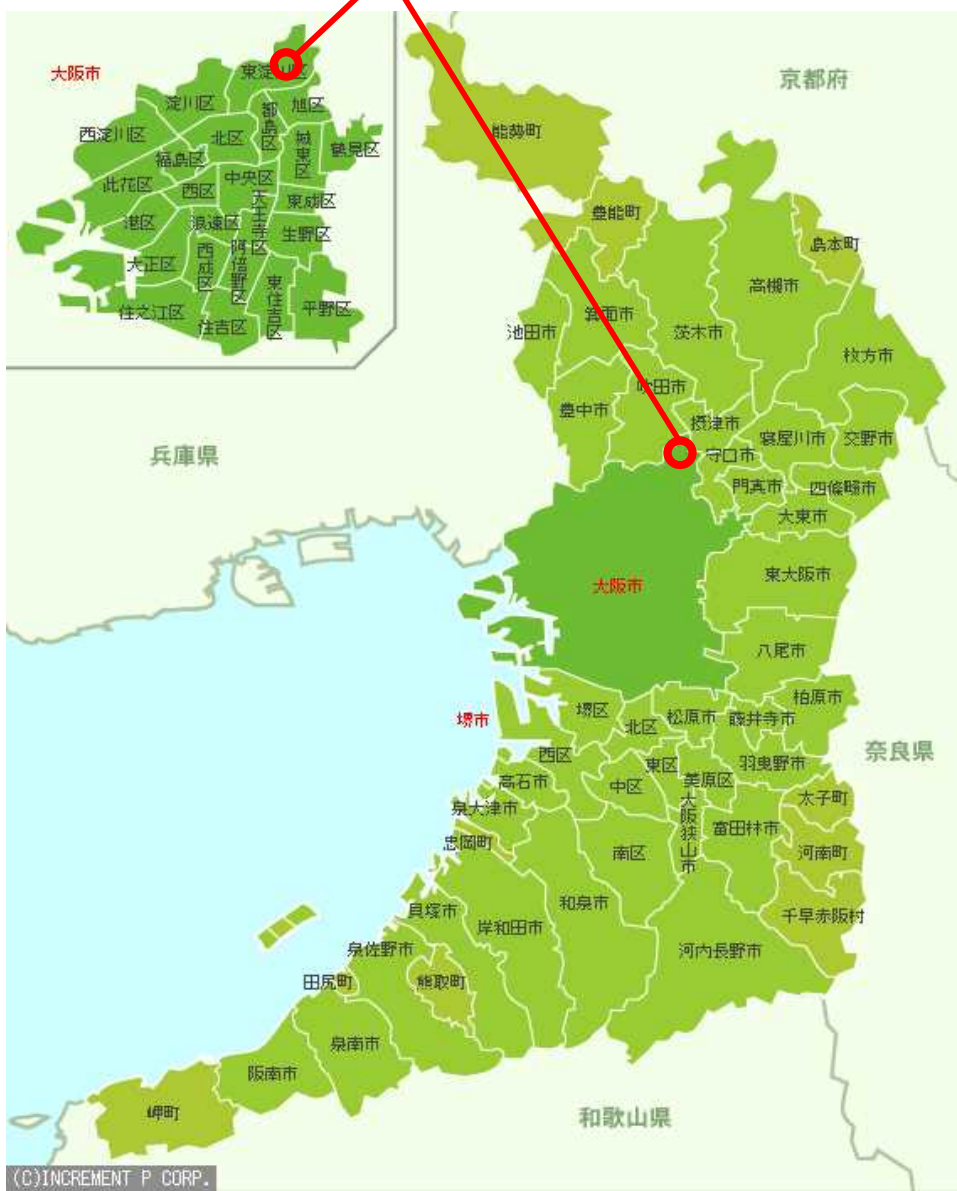 大阪市
東淀川区
淀川区
都島区
旭区
西淀川区
北区
城東区
鶴見区
福島区
此花区
西区
中央区
東成区
港区
浪速区
天王寺区
生野区
大正区
西成区
阿倍野区
東住吉区
平野区
住之江区
住吉区
京都府
能勢町
豊能町
島本町
高槻市
箕面市
池田市
茨木市
枚方市
吹田市
豊中市
摂津市
寝屋川市
交野市
守口市
兵庫県
門真市
四條畷市
大東市
東大阪市
大阪市
八尾市
柏原市
堺市
堺区
北区
松原市
藤井寺市
西区
東区
美原区
羽曳野市
奈良県
高石市
中区
太子町
泉大津市
大阪狭山市
富田林市
忠岡町
南区
河南町
和泉市
貝塚市
岸和田市
千早赤阪村
泉佐野市
河内長野市
田尻町
熊取町
泉南市
阪南市
岬町
和歌山県
(C)INCREMENT P CORP.